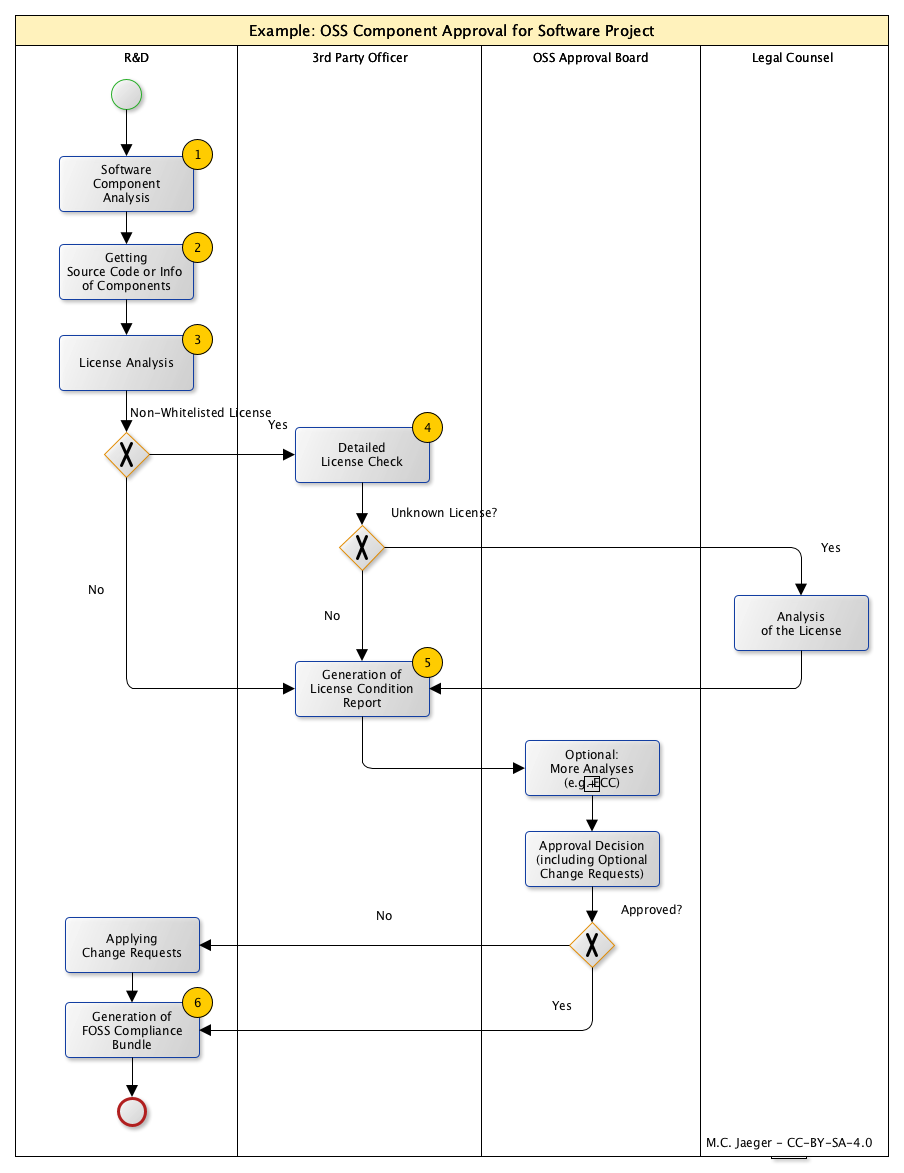 Example: OSS Component Approval for Software Project
R&D
3rd Party Officer
OSS Approval Board
Legal Counsel
1
Software
Component
Analysis
2
Getting
Source Code or Info
of Components
3
License Analysis
Non-Whitelisted License
Yes
4
Detailed
License Check
Unknown License?
Yes
No
No
Analysis
of the License
5
Generation of
License Condition
Report
Optional:
More Analyses
(e.g. ECC)
Approval Decision
(including Optional
Change Requests)
Approved?
No
Applying
Change Requests
Yes
6
Generation of
FOSS Compliance
Bundle
M.C. Jaeger - CC-BY-SA-4.0